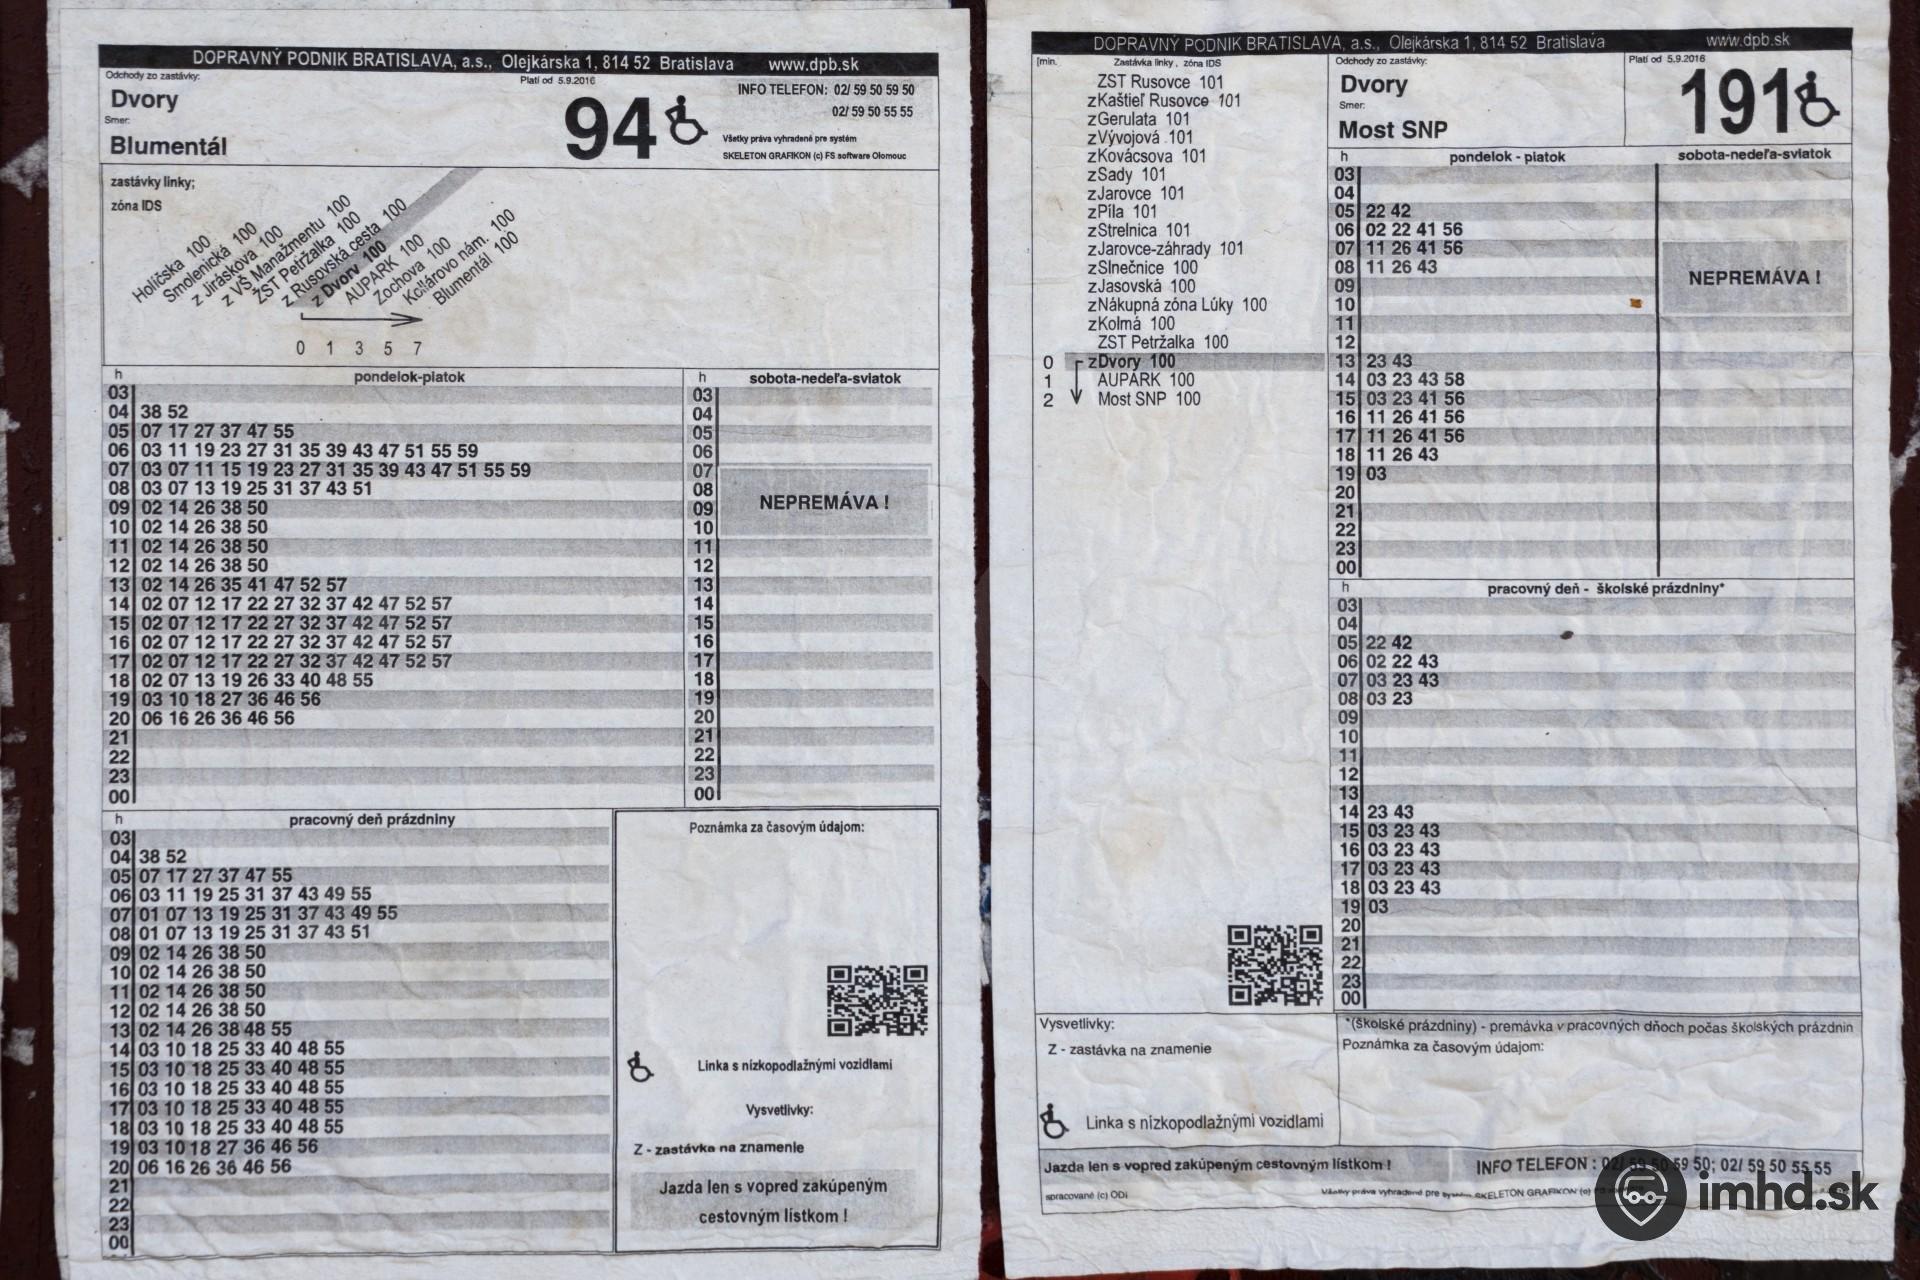 DOPRAVNÝ PODNIK BRATISLAVA, a.s., Olejkárska 1, 814 52 Bratislava www.dpb.sk
Odchody zo zastávky:
Platí od 5.9.2016
Dvory
Smer:
Blumentál
94
INFO TELEFON: 02/ 59 50 59 50
02/ 59 50 55 55
Všetky práva vyhradené pre systém
SKELETON GRAFIKON (c) FS software Olomouc
zastávky linky;
zóna IDS
Holíčska 100
Smolenická 100
z Jiráskova 100
z VŠ Manažmentu 100
ŽST Petržalka 100
z Rusovská cesta 100
z Dvory 100
AUPARK 100
Zochova 100
Kollárovo nám. 100
Blumentál 100
0 1 3 5 7
h pondelok-piatok
03
04 38 52
05 07 17 27 37 47 55
06 03 11 19 23 27 31 35 39 43 47 51 55 59
07 03 07 11 15 19 23 27 31 35 39 43 47 51 55 59
08 03 07 13 19 25 31 37 43 51
09 02 14 26 38 50
10 02 14 26 38 50
11 02 14 26 38 50
12 02 14 26 38 50
13 02 14 26 35 41 47 52 57
14 02 07 12 17 22 27 32 37 42 47 52 57
15 02 07 12 17 22 27 32 37 42 47 52 57
16 02 07 12 17 22 27 32 37 42 47 52 57
17 02 07 12 17 22 27 32 37 42 47 52 57
18 02 07 13 19 26 33 40 48 55
19 03 10 18 27 36 46 56
20 06 16 26 36 46 56
21
22
23
00
h sobota-nedeľa-sviatok
03
04
05
06
07
08
09
10
NEPREMÁVA !
11
12
13
14
15
16
17
18
19
20
21
22
23
00
h pracovný deň prázdniny
03
04 38 52
05 07 17 27 37 47 55
06 03 11 19 25 31 37 43 49 55
07 01 07 13 19 25 31 37 43 49 55
08 01 07 13 19 25 31 37 43 51
09 02 14 26 38 50
10 02 14 26 38 50
11 02 14 26 38 50
12 02 14 26 38 50
13 02 14 26 38 48 55
14 03 10 18 25 33 40 48 55
15 03 10 18 25 33 40 48 55
16 03 10 18 25 33 40 48 55
17 03 10 18 25 33 40 48 55
18 03 10 18 25 33 40 48 55
19 03 10 18 27 36 46 56
20 06 16 26 36 46 56
21
22
23
00
Poznámka za časovým údajom:
Linka s nízkopodlažnými vozidlami
Vysvetlivky:
Z - zastávka na znamenie
Jazda len s vopred zakúpeným
cestovným lístkom !
DOPRAVNÝ PODNIK BRATISLAVA, a.s., Olejkárska 1, 814 52 Bratislava www.dpb.sk
[min. Zastávka linky , zóna IDS
ZST Rusovce 101
zKaštieľ Rusovce 101
zGerulata 101
zVývojová 101
zKovácsova 101
zSady 101
zJarovce 101
zPíla 101
zStrelnica 101
zJarovce-záhrady 101
zSlnečnice 100
zJasovská 100
zNákupná zóna Lúky 100
zKolmá 100
ZST Petržalka 100
0 zDvory 100
1 AUPARK 100
2 Most SNP 100
Odchody zo zastávky:
Platí od 5.9.2016
Dvory
Smer:
Most SNP
191
h pondelok - piatok sobota-nedeľa-sviatok
03
04
05 22 42
06 02 22 41 56
07 11 26 41 56
08 11 26 43
09
10
NEPREMÁVA !
11
12
13 23 43
14 03 23 43 58
15 03 23 41 56
16 11 26 41 56
17 11 26 41 56
18 11 26 43
19 03
20
21
22
23
00
h pracovný deň - školské prázdniny*
03
04
05 22 42
06 02 22 43
07 03 23 43
08 03 23
09
10
11
12
13
14 23 43
15 03 23 43
16 03 23 43
17 03 23 43
18 03 23 43
19 03
20
21
22
23
00
Vysvetlivky:
Z - zastávka na znamenie
Linka s nízkopodlažnými vozidlami
*(školské prázdniny) - premávka v pracovných dňoch počas školských prázdnin
Poznámka za časovým údajom:
Jazda len s vopred zakúpeným cestovným lístkom !
INFO TELEFON : 02/ 59 50 59 50; 02/ 59 50 55 55
spracované (c) ODI
Všetky práva vyhradené pre systém SKELETON GRAFIKON (c)
imhd.sk